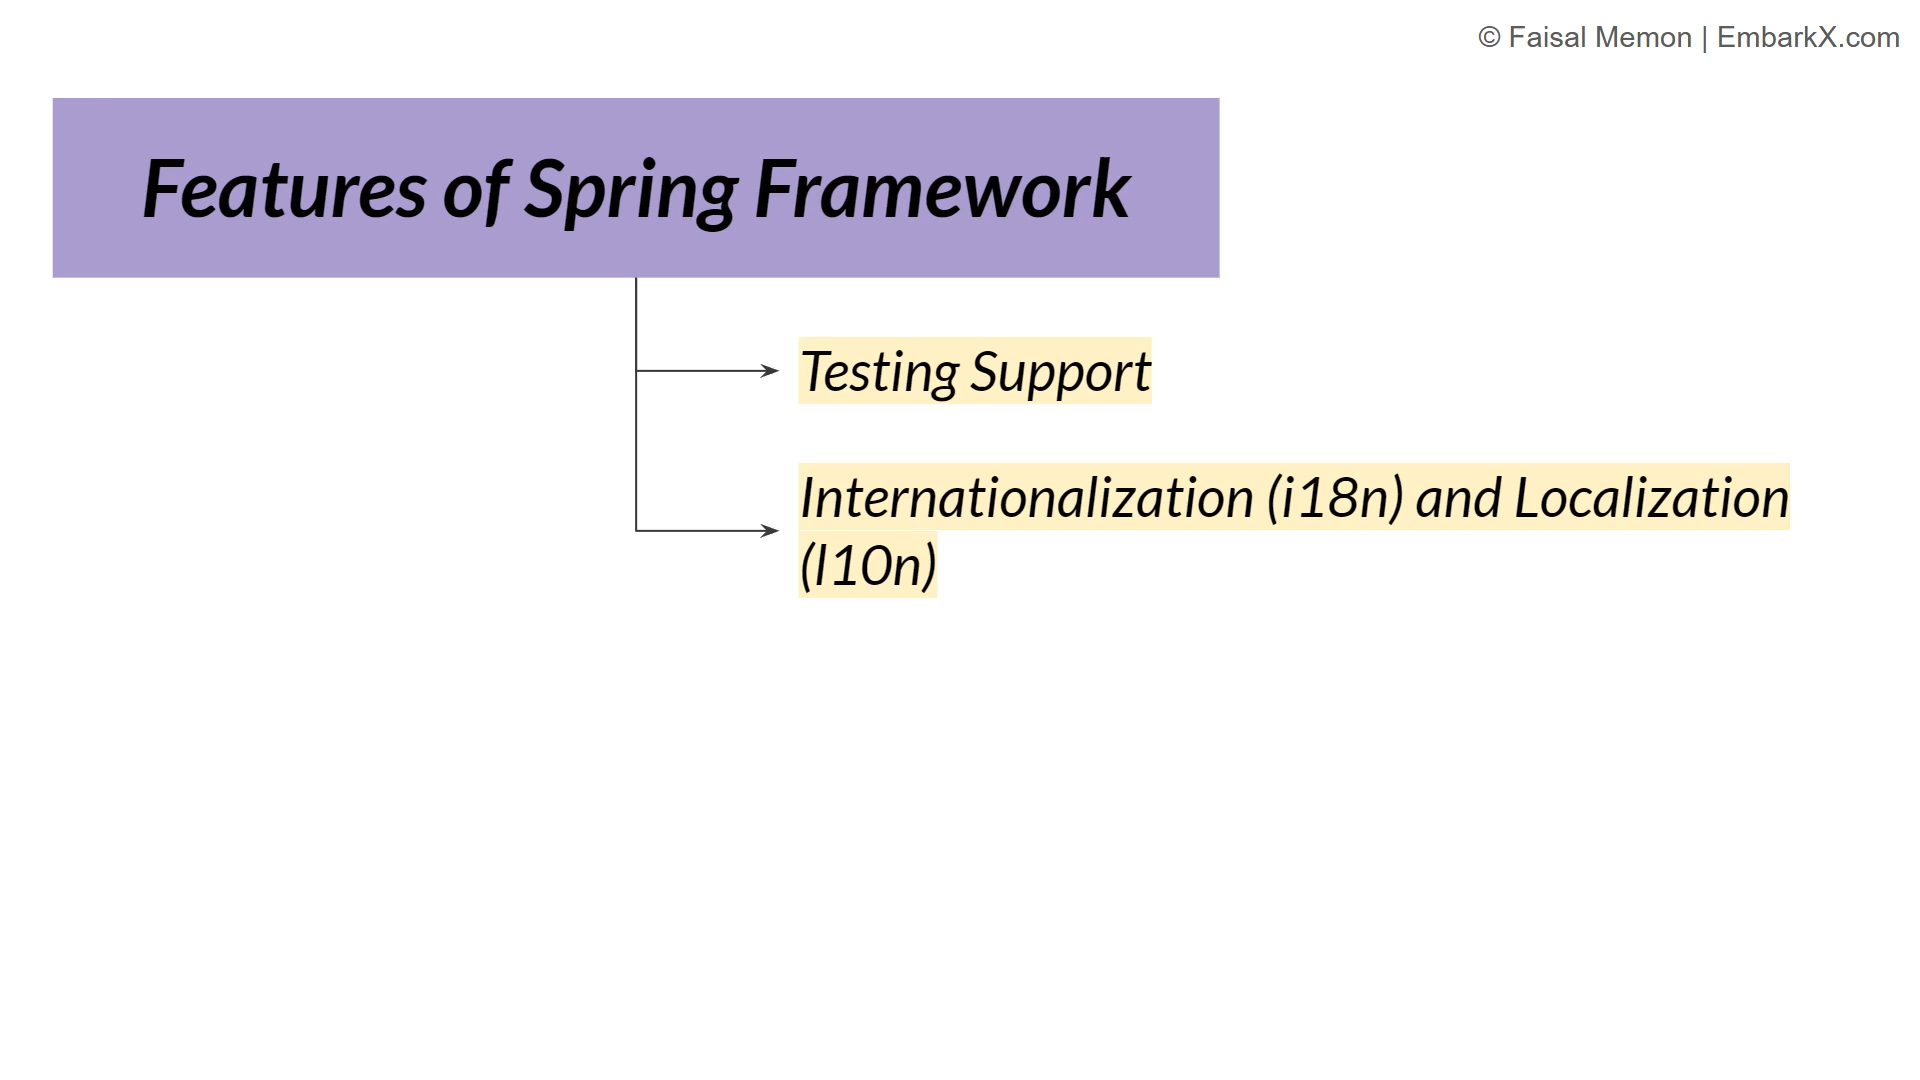 © Faisal Memon | EmbarkX.com
Features of Spring Framework
Testing Support
Internationalization (i18n) and Localization
(l10n)